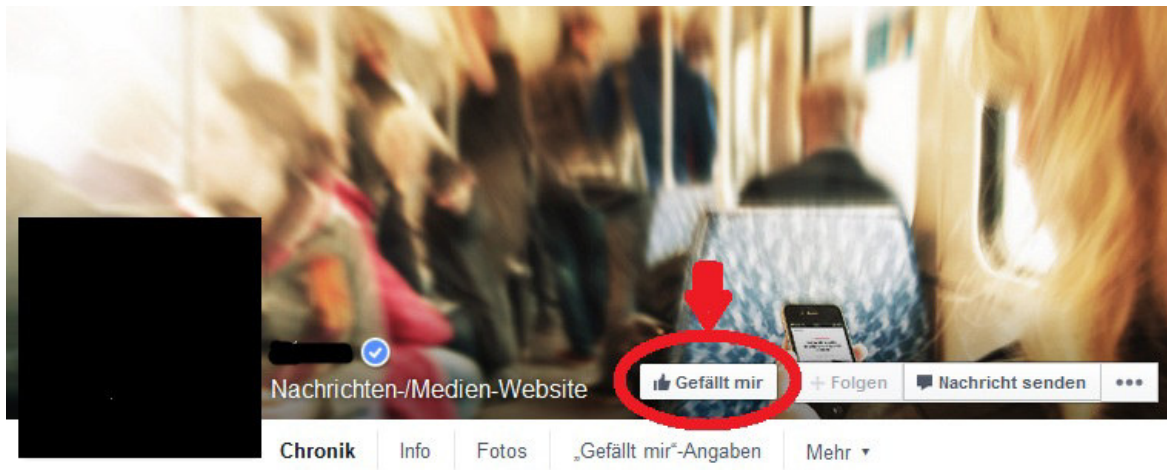 Nachrichten-/Medien-Website
Gefällt mir
+ Folgen
Nachricht senden
Chronik
Info
Fotos
„Gefällt mir“-Angaben
Mehr